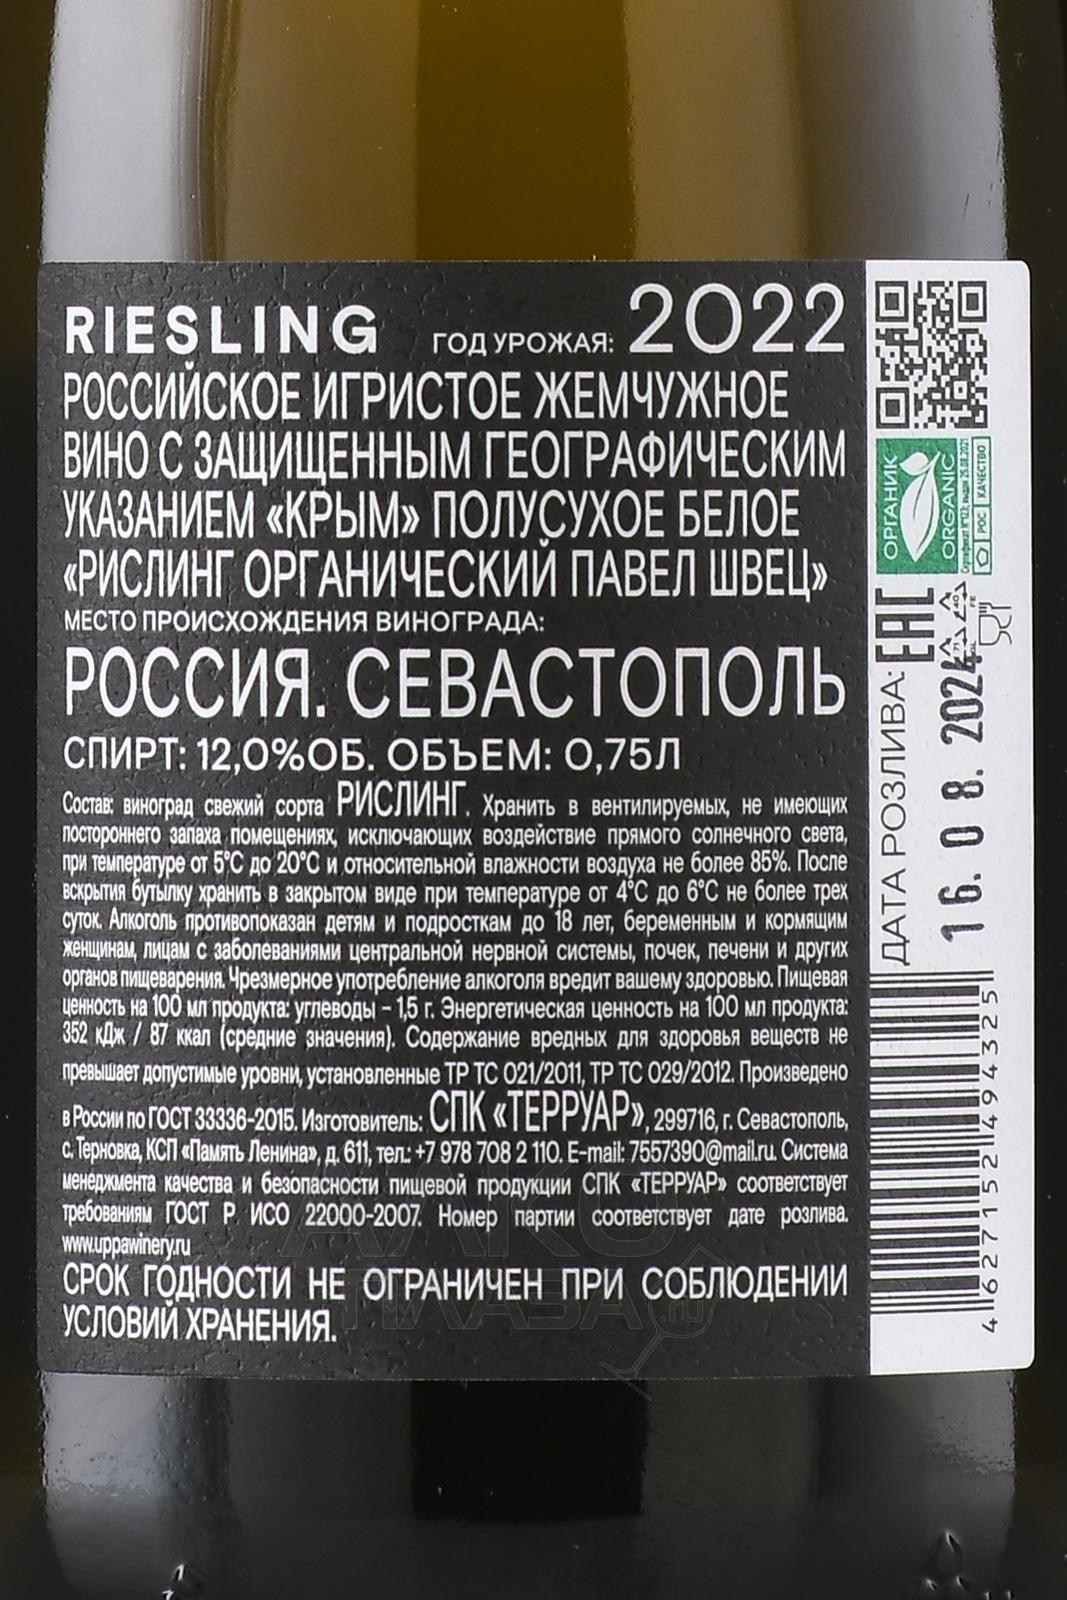 RIESLING ГОД УРОЖАЯ: 2022
РОССИЙСКОЕ ИГРИСТОЕ ЖЕМЧУЖНОЕ
ВИНО С ЗАЩИЩЕННЫМ ГЕОГРАФИЧЕСКИМ
УКАЗАНИЕМ «КРЫМ» ПОЛУСУХОЕ БЕЛОЕ
«РИСЛИНГ ОРГАНИЧЕСКИЙ ПАВЕЛ ШВЕЦ»
МЕСТО ПРОИСХОЖДЕНИЯ ВИНОГРАДА:
РОССИЯ. СЕВАСТОПОЛЬ
СПИРТ: 12,0%ОБ. ОБЪЕМ: 0,75Л
Состав: виноград свежий сорта РИСЛИНГ. Хранить в вентилируемых, не имеющих
постороннего запаха помещениях, исключающих воздействие прямого солнечного света,
при температуре от 5°С до 20°С и относительной влажности воздуха не более 85%. После
вскрытия бутылку хранить в закрытом виде при температуре от 4°С до 6°С не более трех
суток. Алкоголь противопоказан детям и подросткам до 18 лет, беременным и кормящим
женщинам, лицам с заболеваниями центральной нервной системы, почек, печени и других
органов пищеварения. Чрезмерное употребление алкоголя вредит вашему здоровью. Пищевая
ценность на 100 мл продукта: углеводы – 1,5 г. Энергетическая ценность на 100 мл продукта:
352 кДж / 87 ккал (средние значения). Содержание вредных для здоровья веществ не
превышает допустимые уровни, установленные ТР ТС 021/2011, ТР ТС 029/2012. Произведено
в России по ГОСТ 33336-2015. Изготовитель: СПК «ТЕРРУАР», 299716, г. Севастополь,
с. Терновка, КСП «Память Ленина», д. 611, тел.: +7 978 708 2 110. E-mail: 7557390@mail.ru. Система
менеджмента качества и безопасности пищевой продукции СПК «ТЕРРУАР» соответствует
требованиям ГОСТ Р ИСО 22000-2007. Номер партии соответствует дате розлива.
www.uppawinery.ru
СРОК ГОДНОСТИ НЕ ОГРАНИЧЕН ПРИ СОБЛЮДЕНИИ
УСЛОВИЙ ХРАНЕНИЯ.
ОРГАНИК
ORGANIC
РОС КАЧЕСТВО
EAC
ДАТА РОЗЛИВА:
16. 08. 2024
4 627152 494325
АЛКО
ПЛАЗА.ru